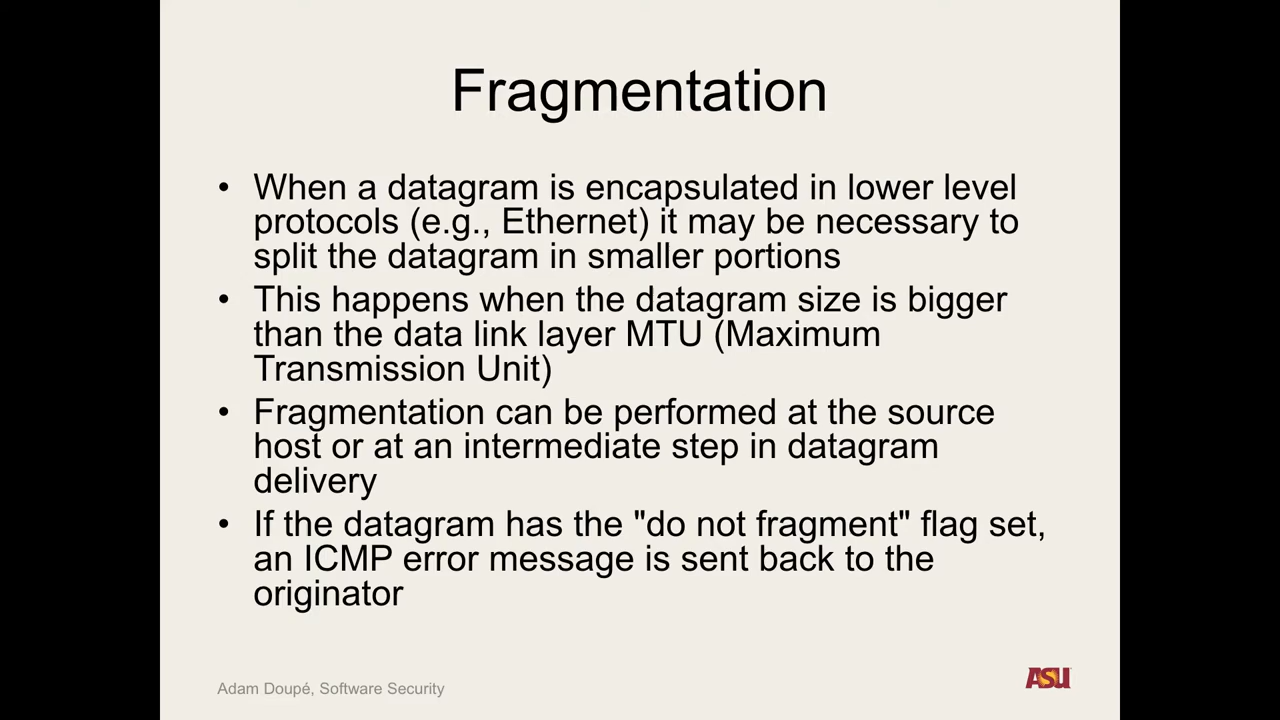 Fragmentation
• When a datagram is encapsulated in lower level
protocols (e.g., Ethernet) it may be necessary to
split the datagram in smaller portions
• This happens when the datagram size is bigger
than the data link layer MTU (Maximum
Transmission Unit)
• Fragmentation can be performed at the source
host or at an intermediate step in datagram
delivery
• If the datagram has the "do not fragment" flag set,
an ICMP error message is sent back to the
originator
Adam Doupé, Software Security
ASU